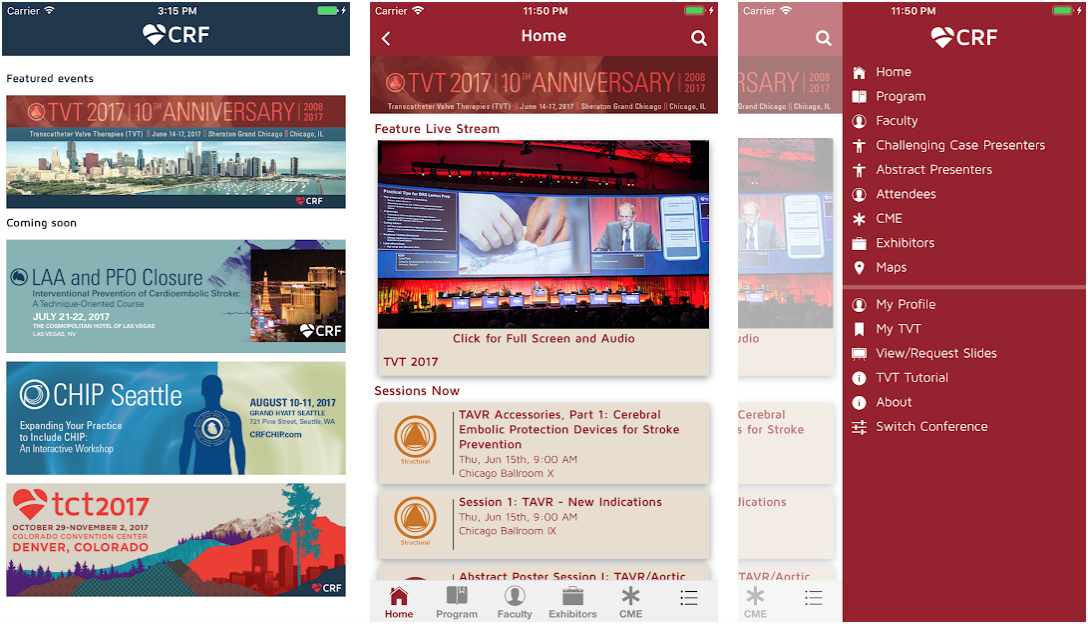 Carrier
3:15 PM
CRF
Featured events
TVT 2017 | 10TH ANNIVERSARY | 2008 2017
Transcatheter Valve Therapies (TVT) || June 14-17, 2017 || Sheraton Grand Chicago || Chicago, IL
CRF
Coming soon
LAA and PFO Closure
Interventional Prevention of Cardioembolic Stroke:
A Technique-Oriented Course
JULY 21-22, 2017
THE COSMOPOLITAN HOTEL OF LAS VEGAS
LAS VEGAS, NV
CRF
CHIP Seattle
Expanding Your Practice
to Include CHIP:
An Interactive Workshop
AUGUST 10-11, 2017
GRAND HYATT SEATTLE
721 Pine Street, Seattle, WA
CRFCHIP.com
tct2017
OCTOBER 29-NOVEMBER 2, 2017
COLORADO CONVENTION CENTER
DENVER, COLORADO
CRF
Carrier
11:50 PM
Home
TVT 2017 | 10TH ANNIVERSARY | 2008 2017
Transcatheter Valve Therapies (TVT) || June 14-17, 2017 || Sheraton Grand Chicago || Chicago, IL
Feature Live Stream
Practical Tips for BRS Lesion Prep
Click for Full Screen and Audio
TVT 2017
Sessions Now
Structural
TAVR Accessories, Part 1: Cerebral
Embolic Protection Devices for Stroke
Prevention
Thu, Jun 15th, 9:00 AM
Chicago Ballroom X
Structural
Session 1: TAVR - New Indications
Thu, Jun 15th, 9:00 AM
Chicago Ballroom IX
Abstract Poster Session I: TAVR/Aortic
Home
Program
Faculty
Exhibitors
CME
Carrier
11:50 PM
ERSARY | 2008 2017
Grand Chicago || Chicago, IL
udio
Cerebral
s for Stroke
dications
TAVR/Aortic
CME
CRF
Home
Program
Faculty
Challenging Case Presenters
Abstract Presenters
Attendees
CME
Exhibitors
Maps
My Profile
My TVT
View/Request Slides
TVT Tutorial
About
Switch Conference